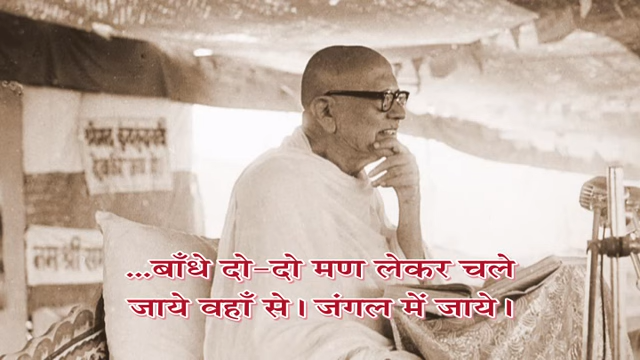 ...बाँधे दो-दो मण लेकर चले
जाये वहाँ से। जंगल में जाये।